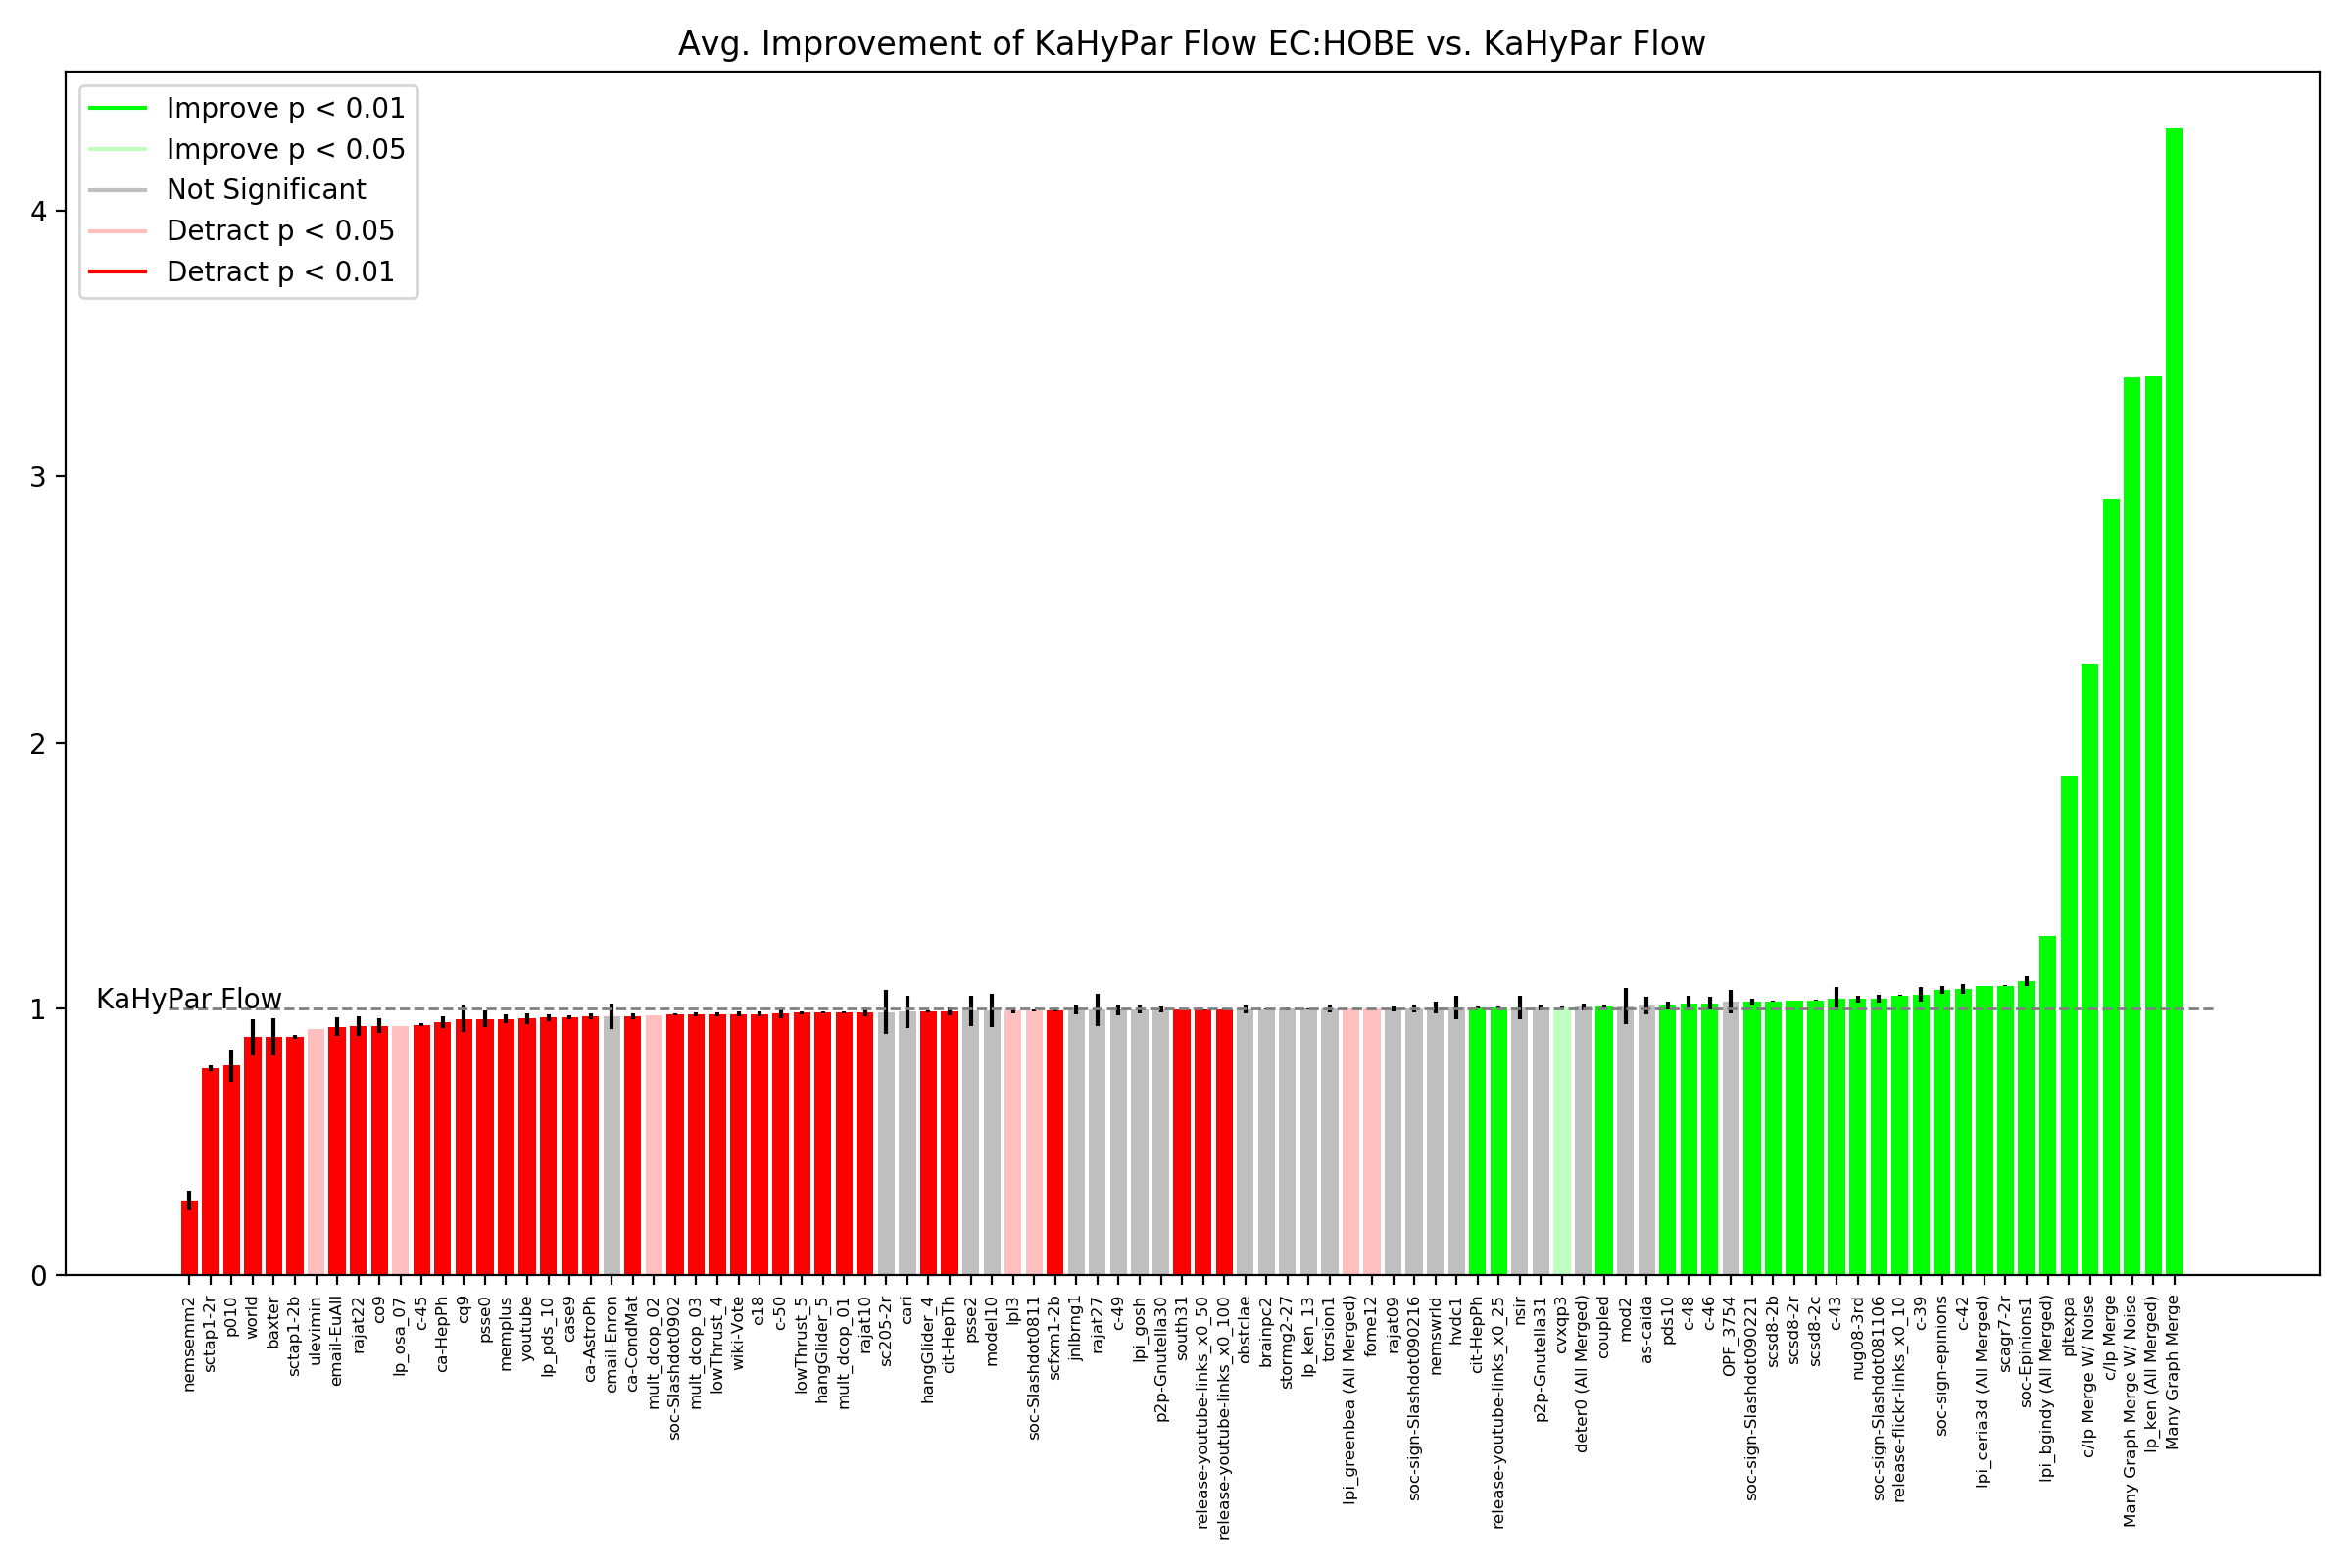 Avg. Improvement of KaHyPar Flow EC:HOBE vs. KaHyPar Flow
Improve p < 0.01
Improve p < 0.05
Not Significant
Detract p < 0.05
Detract p < 0.01
4
3
2
1
0
KaHyPar Flow
nemsemm2
sctap1-2r
p010
world
baxter
sctap1-2b
ulevimin
email-EuAll
rajat22
co9
lp_osa_07
c-45
ca-HepPh
cq9
psse0
memplus
youtube
lp_pds_10
case9
ca-AstroPh
email-Enron
ca-CondMat
mult_dcop_02
soc-Slashdot0902
mult_dcop_03
lowThrust_4
wiki-Vote
e18
c-50
lowThrust_5
hangGlider_5
mult_dcop_01
rajat10
sc205-2r
cari
hangGlider_4
cit-HepTh
psse2
model10
lpl3
soc-Slashdot0811
scfxm1-2b
jnlbrng1
rajat27
c-49
lpi_gosh
p2p-Gnutella30
south31
release-youtube-links_x0_50
release-youtube-links_x0_100
obstclae
brainpc2
stormg2-27
lp_ken_13
torsion1
lpi_greenbea (All Merged)
fome12
rajat09
soc-sign-Slashdot090216
nemswrld
hvdc1
cit-HepPh
release-youtube-links_x0_25
nsir
p2p-Gnutella31
cvxqp3
deter0 (All Merged)
coupled
mod2
as-caida
pds10
c-48
c-46
OPF_3754
soc-sign-Slashdot090221
scsd8-2b
scsd8-2r
scsd8-2c
c-43
nug08-3rd
soc-sign-Slashdot081106
release-flickr-links_x0_10
c-39
soc-sign-epinions
c-42
lpi_ceria3d (All Merged)
scagr7-2r
soc-Epinions1
lpi_bgindy (All Merged)
pltexpa
c/lp Merge W/ Noise
c/lp Merge
Many Graph Merge W/ Noise
lp_ken (All Merged)
Many Graph Merge